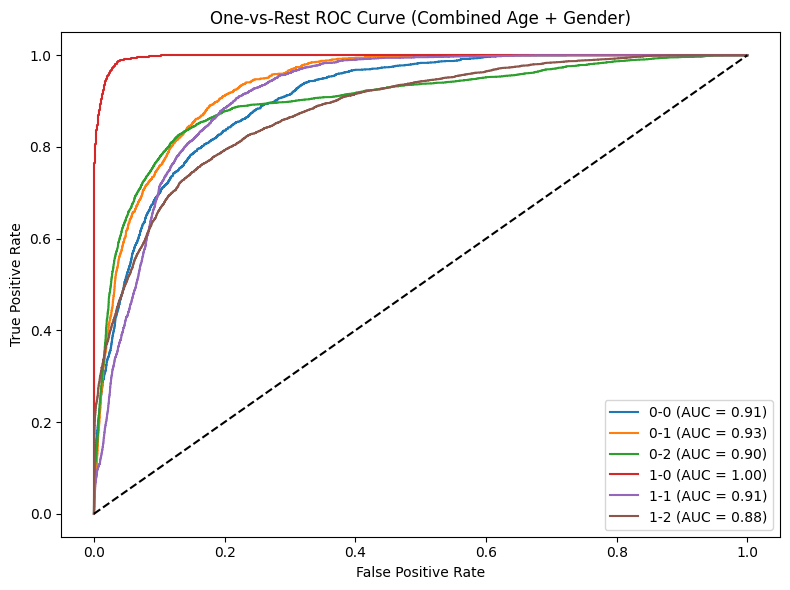 One-vs-Rest ROC Curve (Combined Age + Gender)
True Positive Rate
1.0
0.8
0.6
0.4
0.2
0.0
0-0 (AUC = 0.91)
0-1 (AUC = 0.93)
0-2 (AUC = 0.90)
1-0 (AUC = 1.00)
1-1 (AUC = 0.91)
1-2 (AUC = 0.88)
0.0 0.2 0.4 0.6 0.8 1.0
False Positive Rate